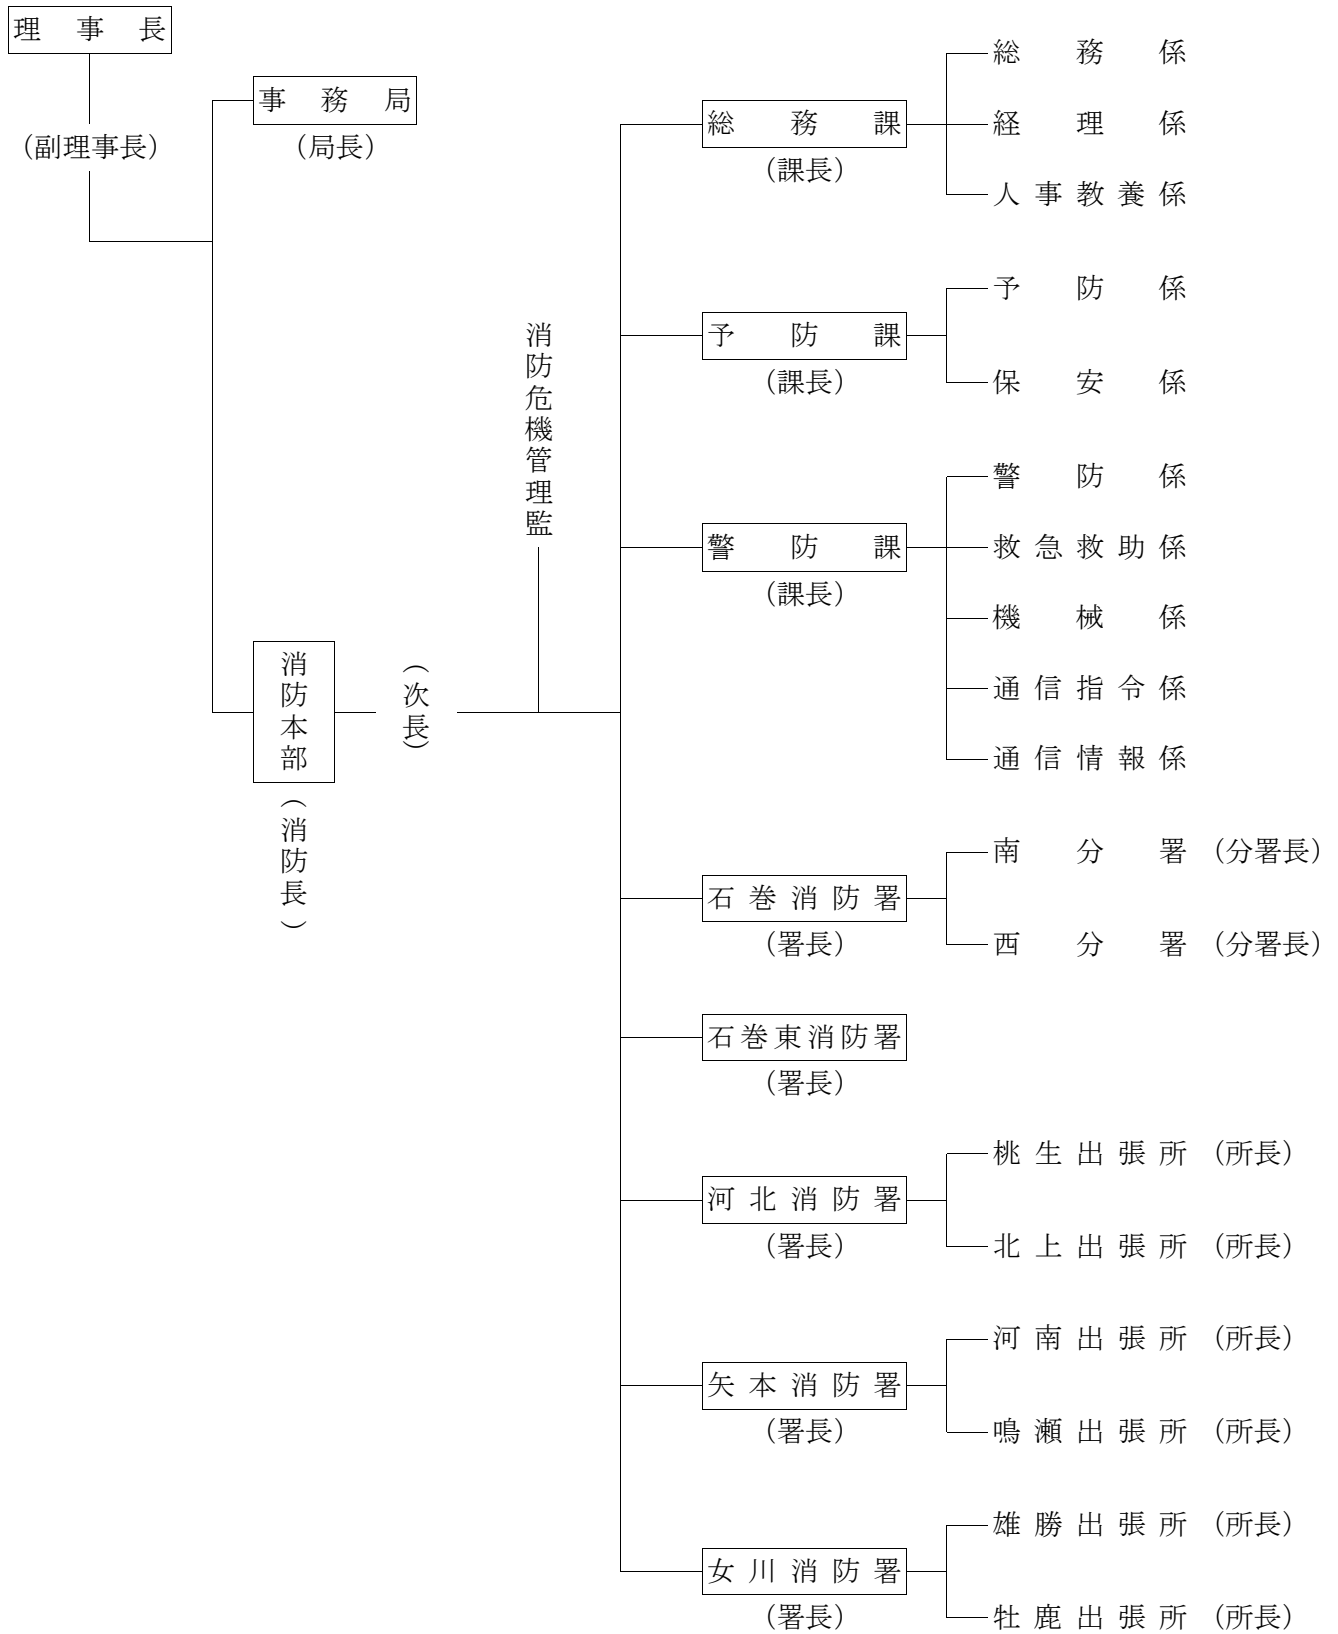 理事長
(副理事長)
事務局
(局長)
消防本部
(消防長)
(次長)
消防危機管理監
総務課
(課長)
総務係
経理係
人事教養係
予防課
(課長)
予防係
保安係
警防課
(課長)
警防係
救急救助係
機械係
通信指令係
通信情報係
石巻消防署
(署長)
南分署 (分署長)
西分署 (分署長)
石巻東消防署
(署長)
河北消防署
(署長)
桃生出張所 (所長)
北上出張所 (所長)
矢本消防署
(署長)
河南出張所 (所長)
鳴瀬出張所 (所長)
女川消防署
(署長)
雄勝出張所 (所長)
牡鹿出張所 (所長)